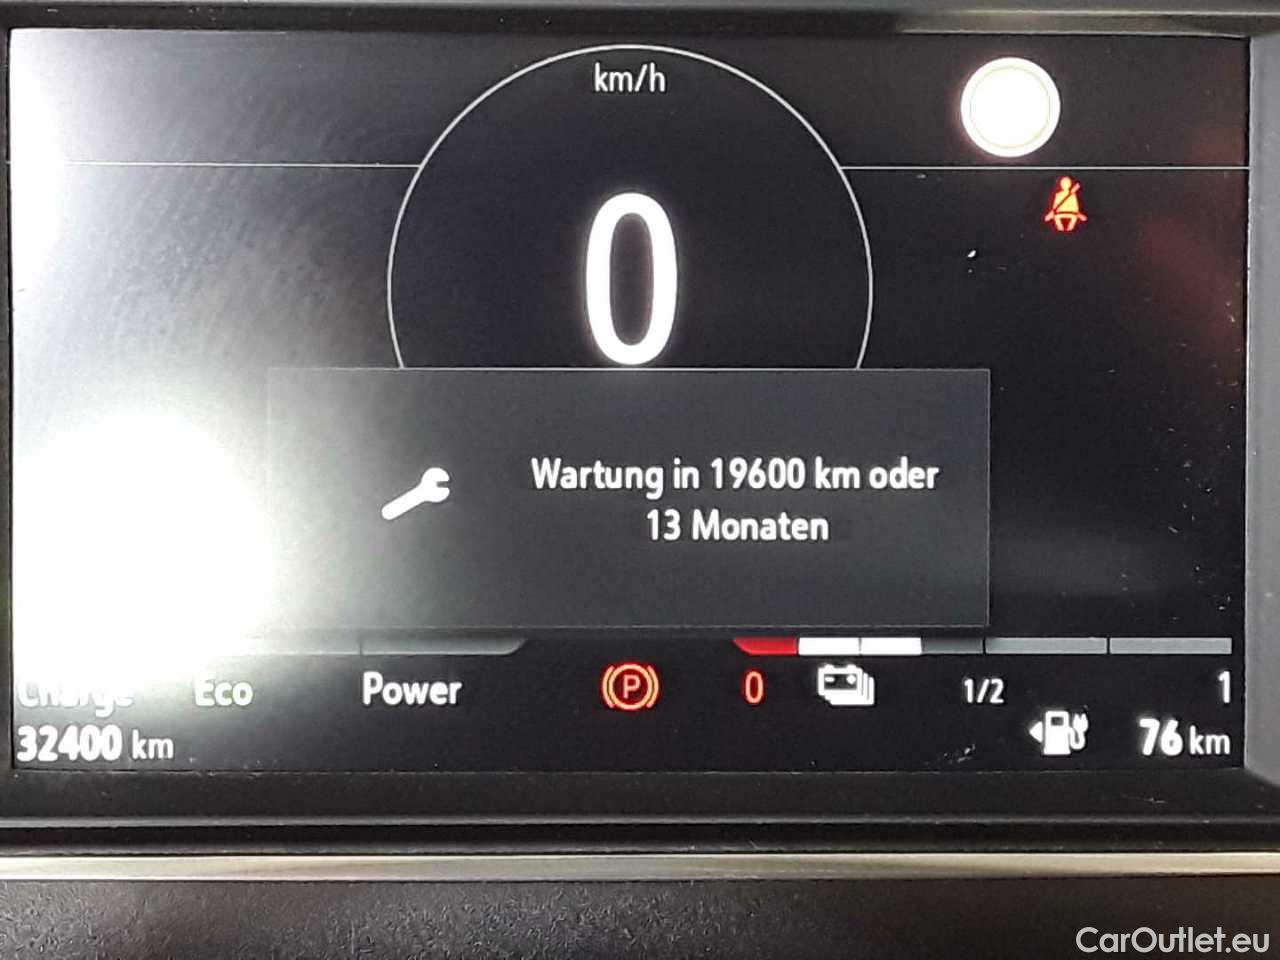 km/h
0
Wartung in 19600 km oder
13 Monaten
Charge Eco Power P 0 1/2 1
32400 km 76 km
CarOutlet.eu